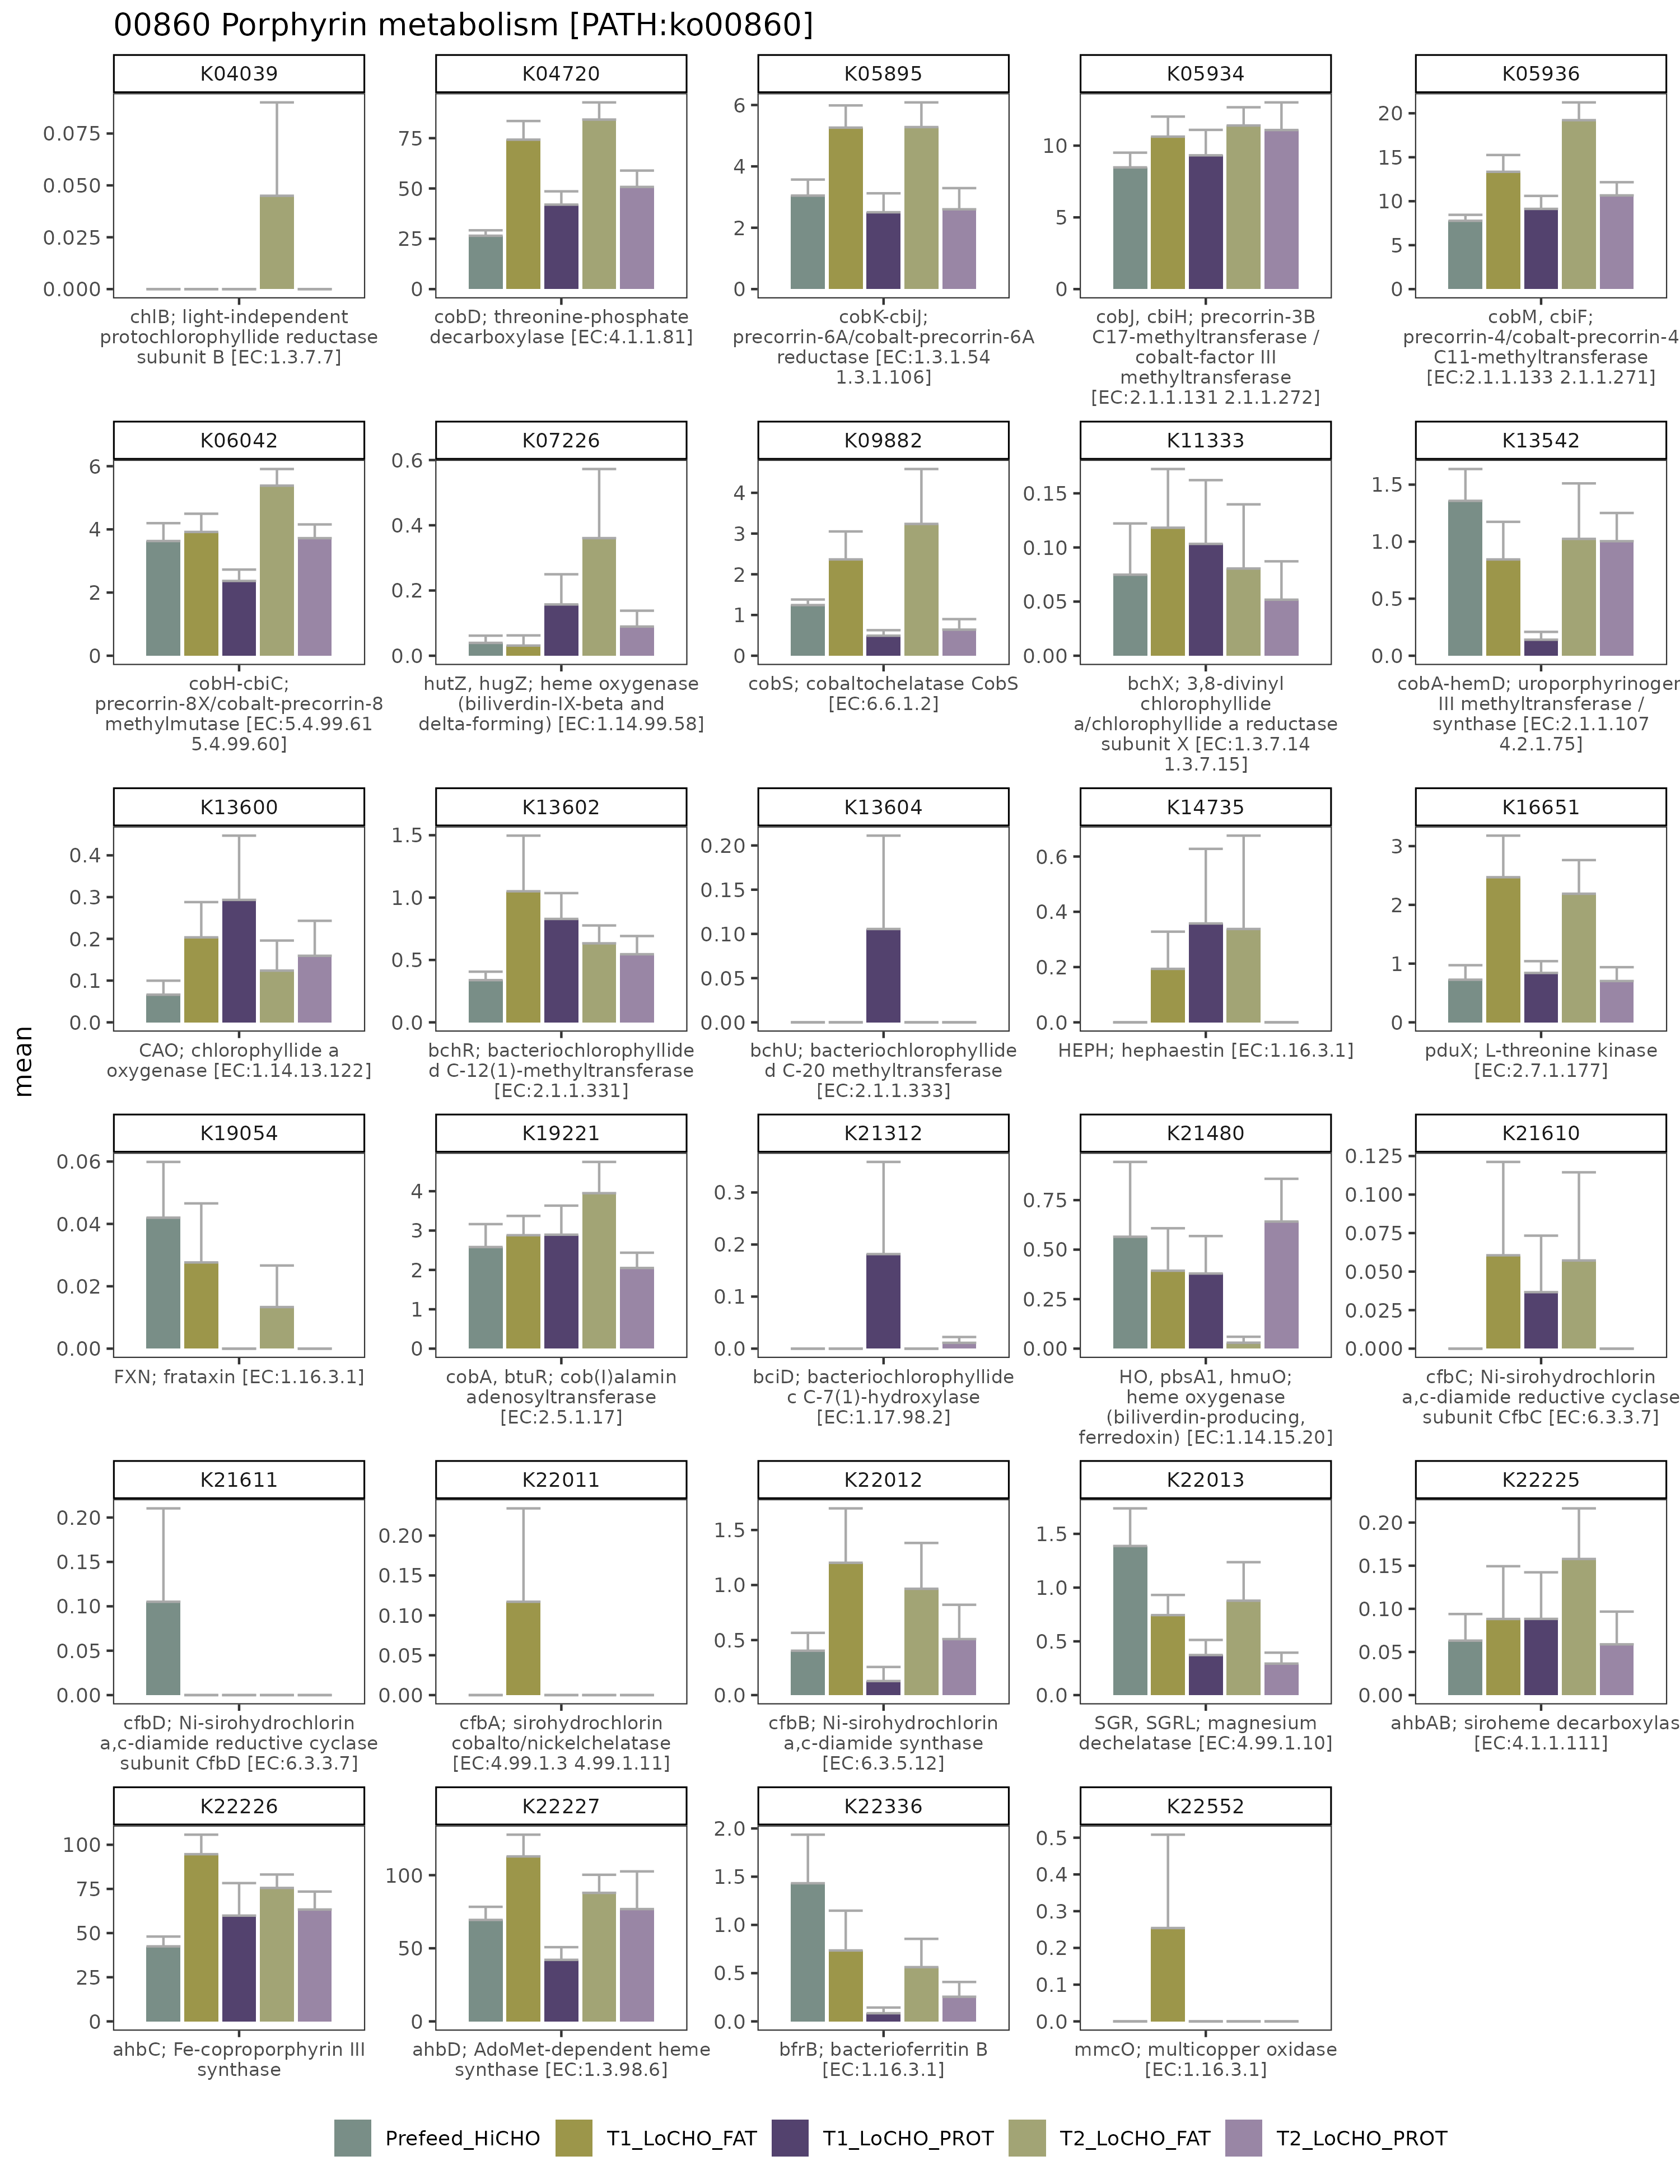 00860 Porphyrin metabolism [PATH:ko00860]
K04039
K04720
K05895
K05934
K05936
0.075
0.050
0.025
0.000
75
50
25
0
6
4
2
0
10
5
0
20
15
10
5
0
chlB; light-independent
protochlorophyllide reductase
subunit B [EC:1.3.7.7]
cobD; threonine-phosphate
decarboxylase [EC:4.1.1.81]
cobK-cbiJ;
precorrin-6A/cobalt-precorrin-6A
reductase [EC:1.3.1.54
1.3.1.106]
cobJ, cbiH; precorrin-3B
C17-methyltransferase /
cobalt-factor III
methyltransferase
[EC:2.1.1.131 2.1.1.272]
cobM, cbiF;
precorrin-4/cobalt-precorrin-4
C11-methyltransferase
[EC:2.1.1.133 2.1.1.271]
K06042
K07226
K09882
K11333
K13542
6
4
2
0
0.6
0.4
0.2
0.0
4
3
2
1
0
0.15
0.10
0.05
0.00
1.5
1.0
0.5
0.0
cobH-cbiC;
precorrin-8X/cobalt-precorrin-8
methylmutase [EC:5.4.99.61
5.4.99.60]
hutZ, hugZ; heme oxygenase
(biliverdin-IX-beta and
delta-forming) [EC:1.14.99.58]
cobS; cobaltochelatase CobS
[EC:6.6.1.2]
bchX; 3,8-divinyl
chlorophyllide
a/chlorophyllide a reductase
subunit X [EC:1.3.7.14
1.3.7.15]
cobA-hemD; uroporphyrinoger
III methyltransferase /
synthase [EC:2.1.1.107
4.2.1.75]
K13600
K13602
K13604
K14735
K16651
0.4
0.3
0.2
0.1
0.0
1.5
1.0
0.5
0.0
0.20
0.15
0.10
0.05
0.00
0.6
0.4
0.2
0.0
3
2
1
0
CAO; chlorophyllide a
oxygenase [EC:1.14.13.122]
bchR; bacteriochlorophyllide
d C-12(1)-methyltransferase
[EC:2.1.1.331]
bchU; bacteriochlorophyllide
d C-20 methyltransferase
[EC:2.1.1.333]
HEPH; hephaestin [EC:1.16.3.1]
pduX; L-threonine kinase
[EC:2.7.1.177]
mean
K19054
K19221
K21312
K21480
K21610
0.06
0.04
0.02
0.00
4
3
2
1
0
0.3
0.2
0.1
0.0
0.75
0.50
0.25
0.00
0.125
0.100
0.075
0.050
0.025
0.000
FXN; frataxin [EC:1.16.3.1]
cobA, btuR; cob(I)alamin
adenosyltransferase
[EC:2.5.1.17]
bciD; bacteriochlorophyllide
c C-7(1)-hydroxylase
[EC:1.17.98.2]
HO, pbsA1, hmuO;
heme oxygenase
(biliverdin-producing,
ferredoxin) [EC:1.14.15.20]
cfbC; Ni-sirohydrochlorin
a,c-diamide reductive cyclase
subunit CfbC [EC:6.3.3.7]
K21611
K22011
K22012
K22013
K22225
0.20
0.15
0.10
0.05
0.00
0.20
0.15
0.10
0.05
0.00
1.5
1.0
0.5
0.0
1.5
1.0
0.5
0.0
0.20
0.15
0.10
0.05
0.00
cfbD; Ni-sirohydrochlorin
a,c-diamide reductive cyclase
subunit CfbD [EC:6.3.3.7]
cfbA; sirohydrochlorin
cobalto/nickelchelatase
[EC:4.99.1.3 4.99.1.11]
cfbB; Ni-sirohydrochlorin
a,c-diamide synthase
[EC:6.3.5.12]
SGR, SGRL; magnesium
dechelatase [EC:4.99.1.10]
ahbAB; siroheme decarboxylas
[EC:4.1.1.111]
K22226
K22227
K22336
K22552
100
75
50
25
0
100
50
0
2.0
1.5
1.0
0.5
0.0
0.5
0.4
0.3
0.2
0.1
0.0
ahbC; Fe-coproporphyrin III
synthase
ahbD; AdoMet-dependent heme
synthase [EC:1.3.98.6]
bfrB; bacterioferritin B
[EC:1.16.3.1]
mmcO; multicopper oxidase
[EC:1.16.3.1]
Prefeed_HiCHO
T1_LoCHO_FAT
T1_LoCHO_PROT
T2_LoCHO_FAT
T2_LoCHO_PROT